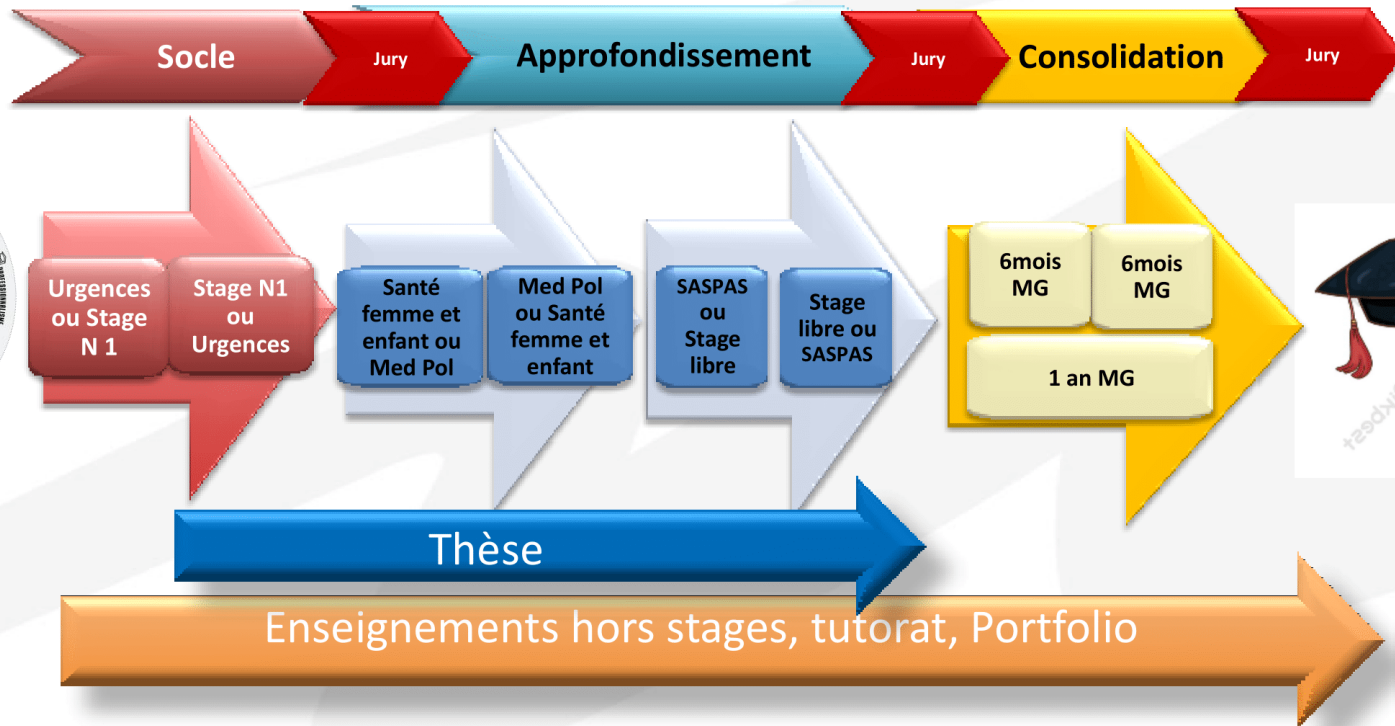 Socle
Jury
Approfondissement
Jury
Consolidation
Jury
Urgences
ou Stage
N 1
Stage N1
ou
Urgences
Santé
femme et
enfant ou
Med Pol
Med Pol
ou Santé
femme et
enfant
SASPAS
ou
Stage
libre
Stage
libre ou
SASPAS
6mois
MG
6mois
MG
1 an MG
Thèse
Enseignements hors stages, tutorat, Portfolio